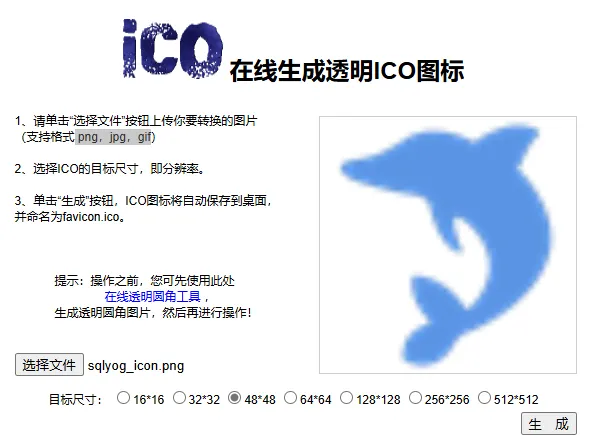 ico 在线生成透明ICO图标
1、请单击“选择文件”按钮上传你要转换的图片
（支持格式 png，jpg，gif）
2、选择ICO的目标尺寸，即分辨率。
3、单击“生成”按钮，ICO图标将自动保存到桌面，
并命名为favicon.ico。
提示：操作之前，您可先使用此处
在线透明圆角工具 ，
生成透明圆角图片，然后再进行操作！
选择文件 sqlyog_icon.png
目标尺寸： 16*16 32*32 48*48 64*64 128*128 256*256 512*512
生 成